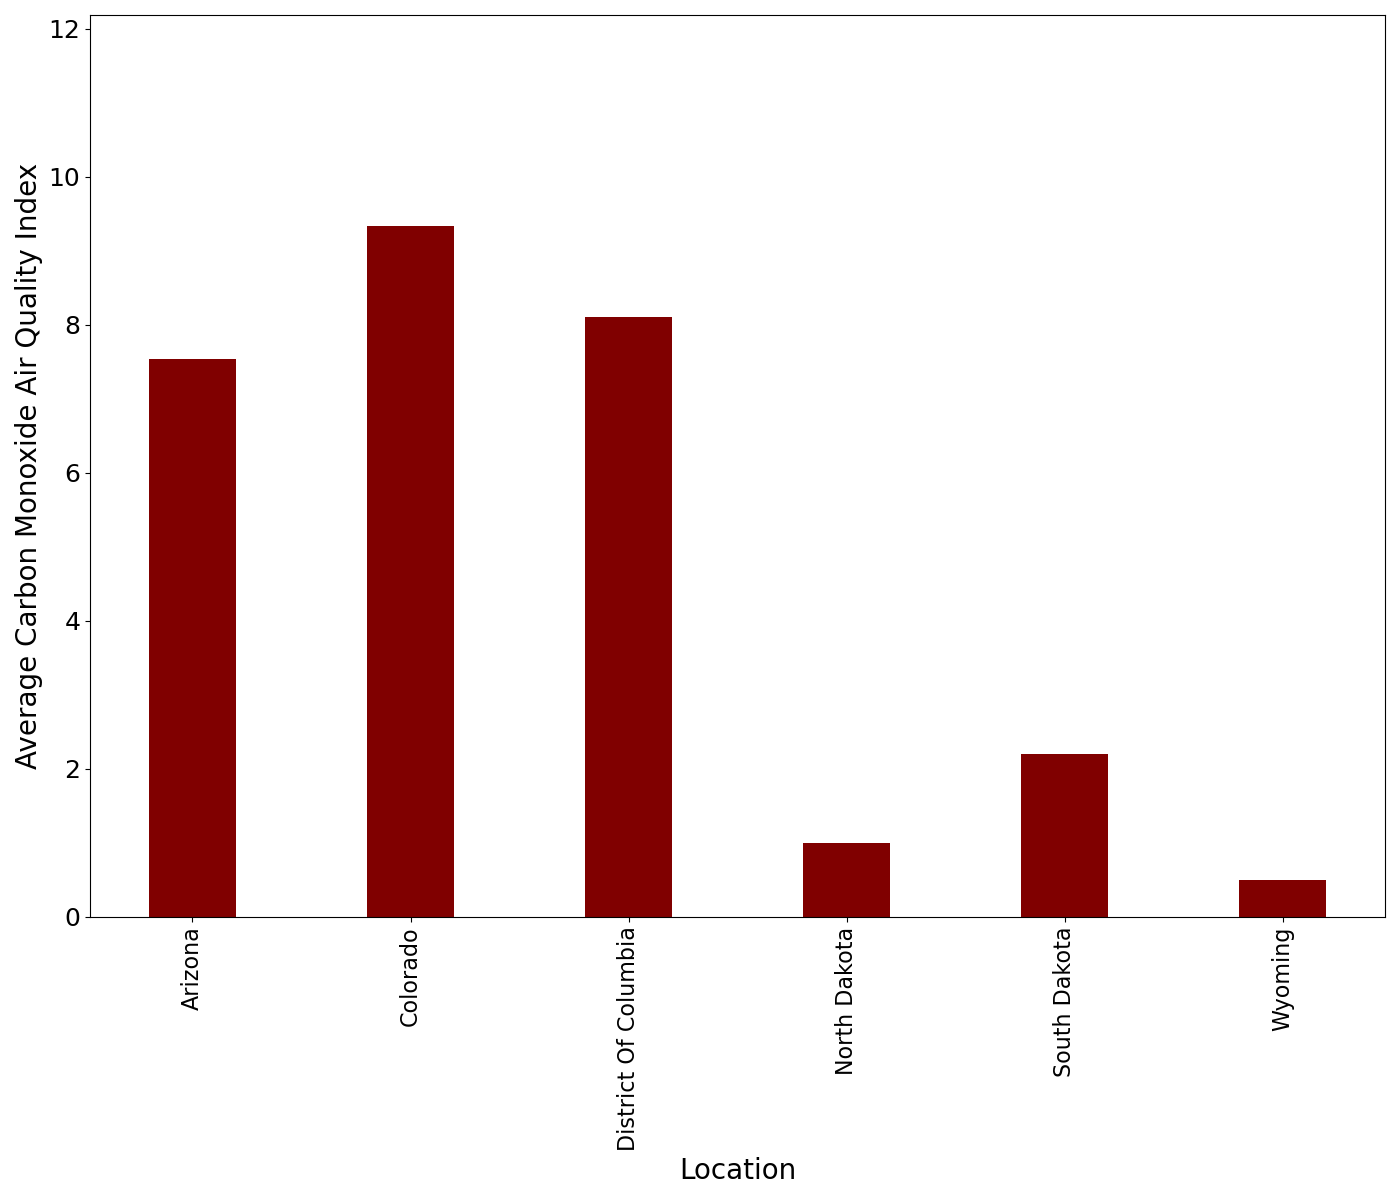 Average Carbon Monoxide Air Quality Index
12
10
8
6
4
2
0
Arizona
Colorado
District Of Columbia
North Dakota
South Dakota
Wyoming
Location